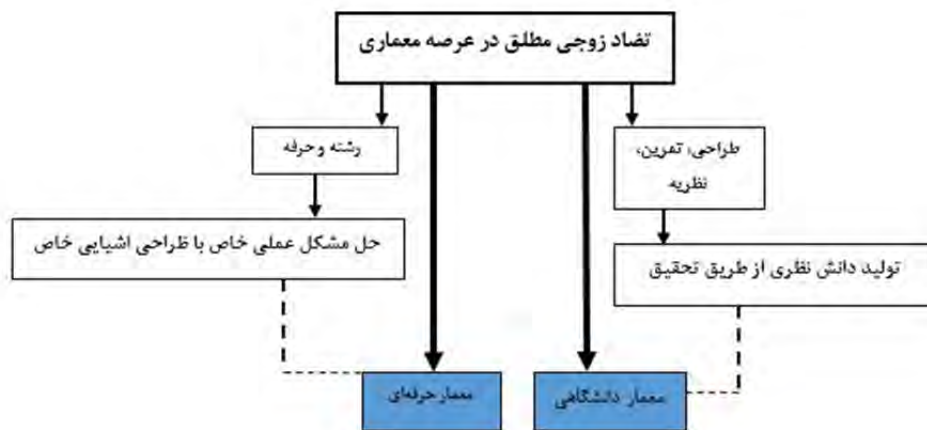 تضاد زوجی مطلق در عرصه معماری
طراحی، تمرین،
نظریه
رشته و حرفه
تولید دانش نظری از طریق تحقیق
حل مشکل عملی خاص با طراحی اشیایی خاص
معمار دانشگاهی
معمار حرفه‌ای